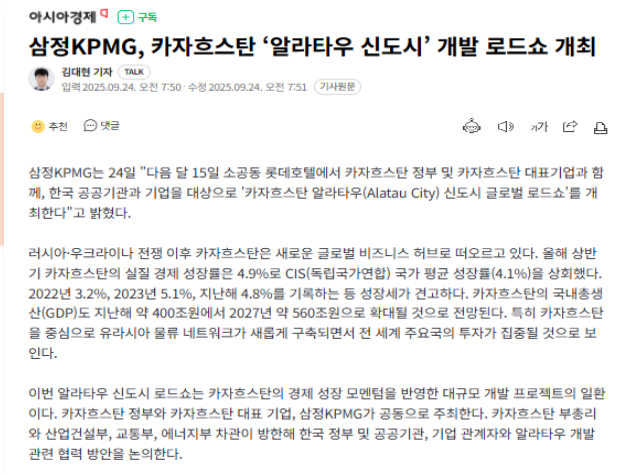 아시아경제 구독
삼정KPMG, 카자흐스탄 ‘알라타우 신도시’ 개발 로드쇼 개최
김대현 기자 TALK
입력 2025.09.24. 오전 7:50 · 수정 2025.09.24. 오전 7:51 기사원문
추천 댓글 가가
삼정KPMG는 24일 "다음 달 15일 소공동 롯데호텔에서 카자흐스탄 정부 및 카자흐스탄 대표기업과 함
께, 한국 공공기관과 기업을 대상으로 '카자흐스탄 알라타우(Alatau City) 신도시 글로벌 로드쇼'를 개
최한다"고 밝혔다.
러시아·우크라이나 전쟁 이후 카자흐스탄은 새로운 글로벌 비즈니스 허브로 떠오르고 있다. 올해 상반
기 카자흐스탄의 실질 경제 성장률은 4.9%로 CIS(독립국가연합) 국가 평균 성장률(4.1%)을 상회했다.
2022년 3.2%, 2023년 5.1%, 지난해 4.8%를 기록하는 등 성장세가 견고하다. 카자흐스탄의 국내총생
산(GDP)도 지난해 약 400조원에서 2027년 약 560조원으로 확대될 것으로 전망된다. 특히 카자흐스탄
을 중심으로 유라시아 물류 네트워크가 새롭게 구축되면서 전 세계 주요국의 투자가 집중될 것으로 보
인다.
이번 알라타우 신도시 로드쇼는 카자흐스탄의 경제 성장 모멘텀을 반영한 대규모 개발 프로젝트의 일환
이다. 카자흐스탄 정부와 카자흐스탄 대표 기업, 삼정KPMG가 공동으로 주최한다. 카자흐스탄 부총리
와 산업건설부, 교통부, 에너지부 차관이 방한해 한국 정부 및 공공기관, 기업 관계자와 알라타우 개발
관련 협력 방안을 논의한다.